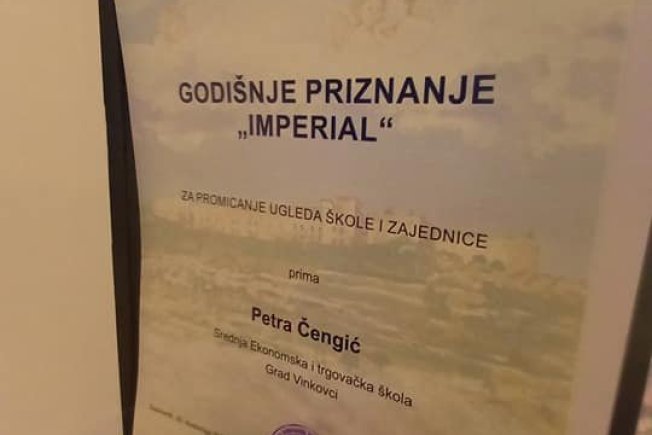 GODIŠNJE PRIZNANJE
„IMPERIAL“
ZA PROMICANJE UGLEDA ŠKOLE I ZAJEDNICE
prima
Petra Čengić
Srednja Ekonomska i trgovačka škola
Grad Vinkovci